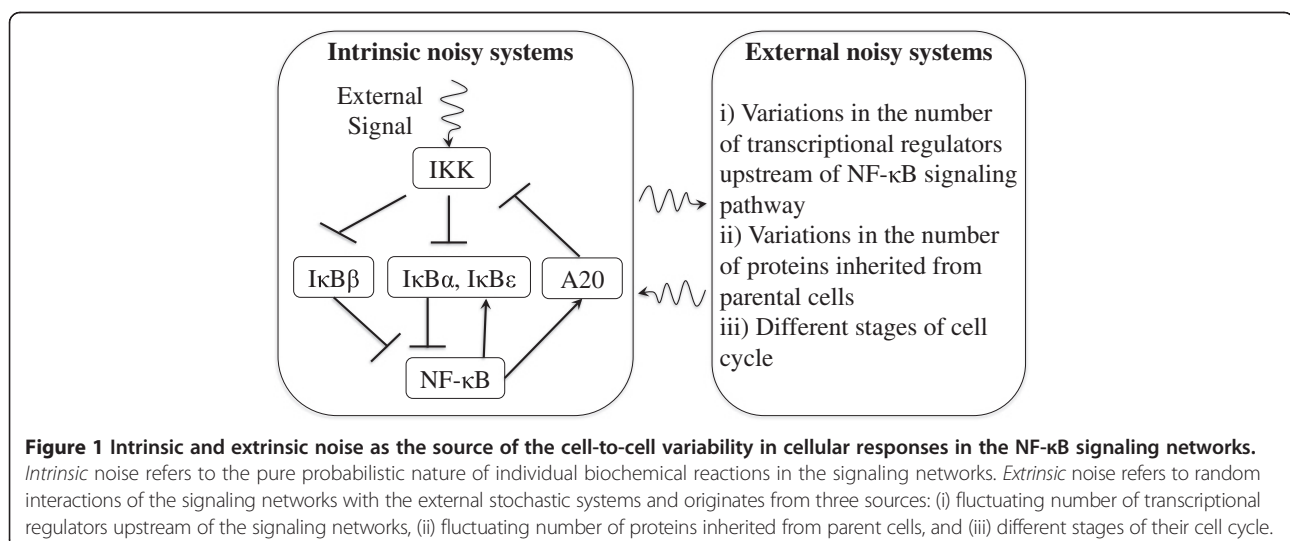 Intrinsic noisy systems
External
Signal
IKK
IκBβ
IκBα, IκBε
A20
NF-κB
External noisy systems
i) Variations in the number
of transcriptional regulators
upstream of NF-κB signaling
pathway
ii) Variations in the number
of proteins inherited from
parental cells
iii) Different stages of cell
cycle
Figure 1 Intrinsic and extrinsic noise as the source of the cell-to-cell variability in cellular responses in the NF-κB signaling networks.
Intrinsic noise refers to the pure probabilistic nature of individual biochemical reactions in the signaling networks. Extrinsic noise refers to random
interactions of the signaling networks with the external stochastic systems and originates from three sources: (i) fluctuating number of transcriptional
regulators upstream of the signaling networks, (ii) fluctuating number of proteins inherited from parent cells, and (iii) different stages of their cell cycle.